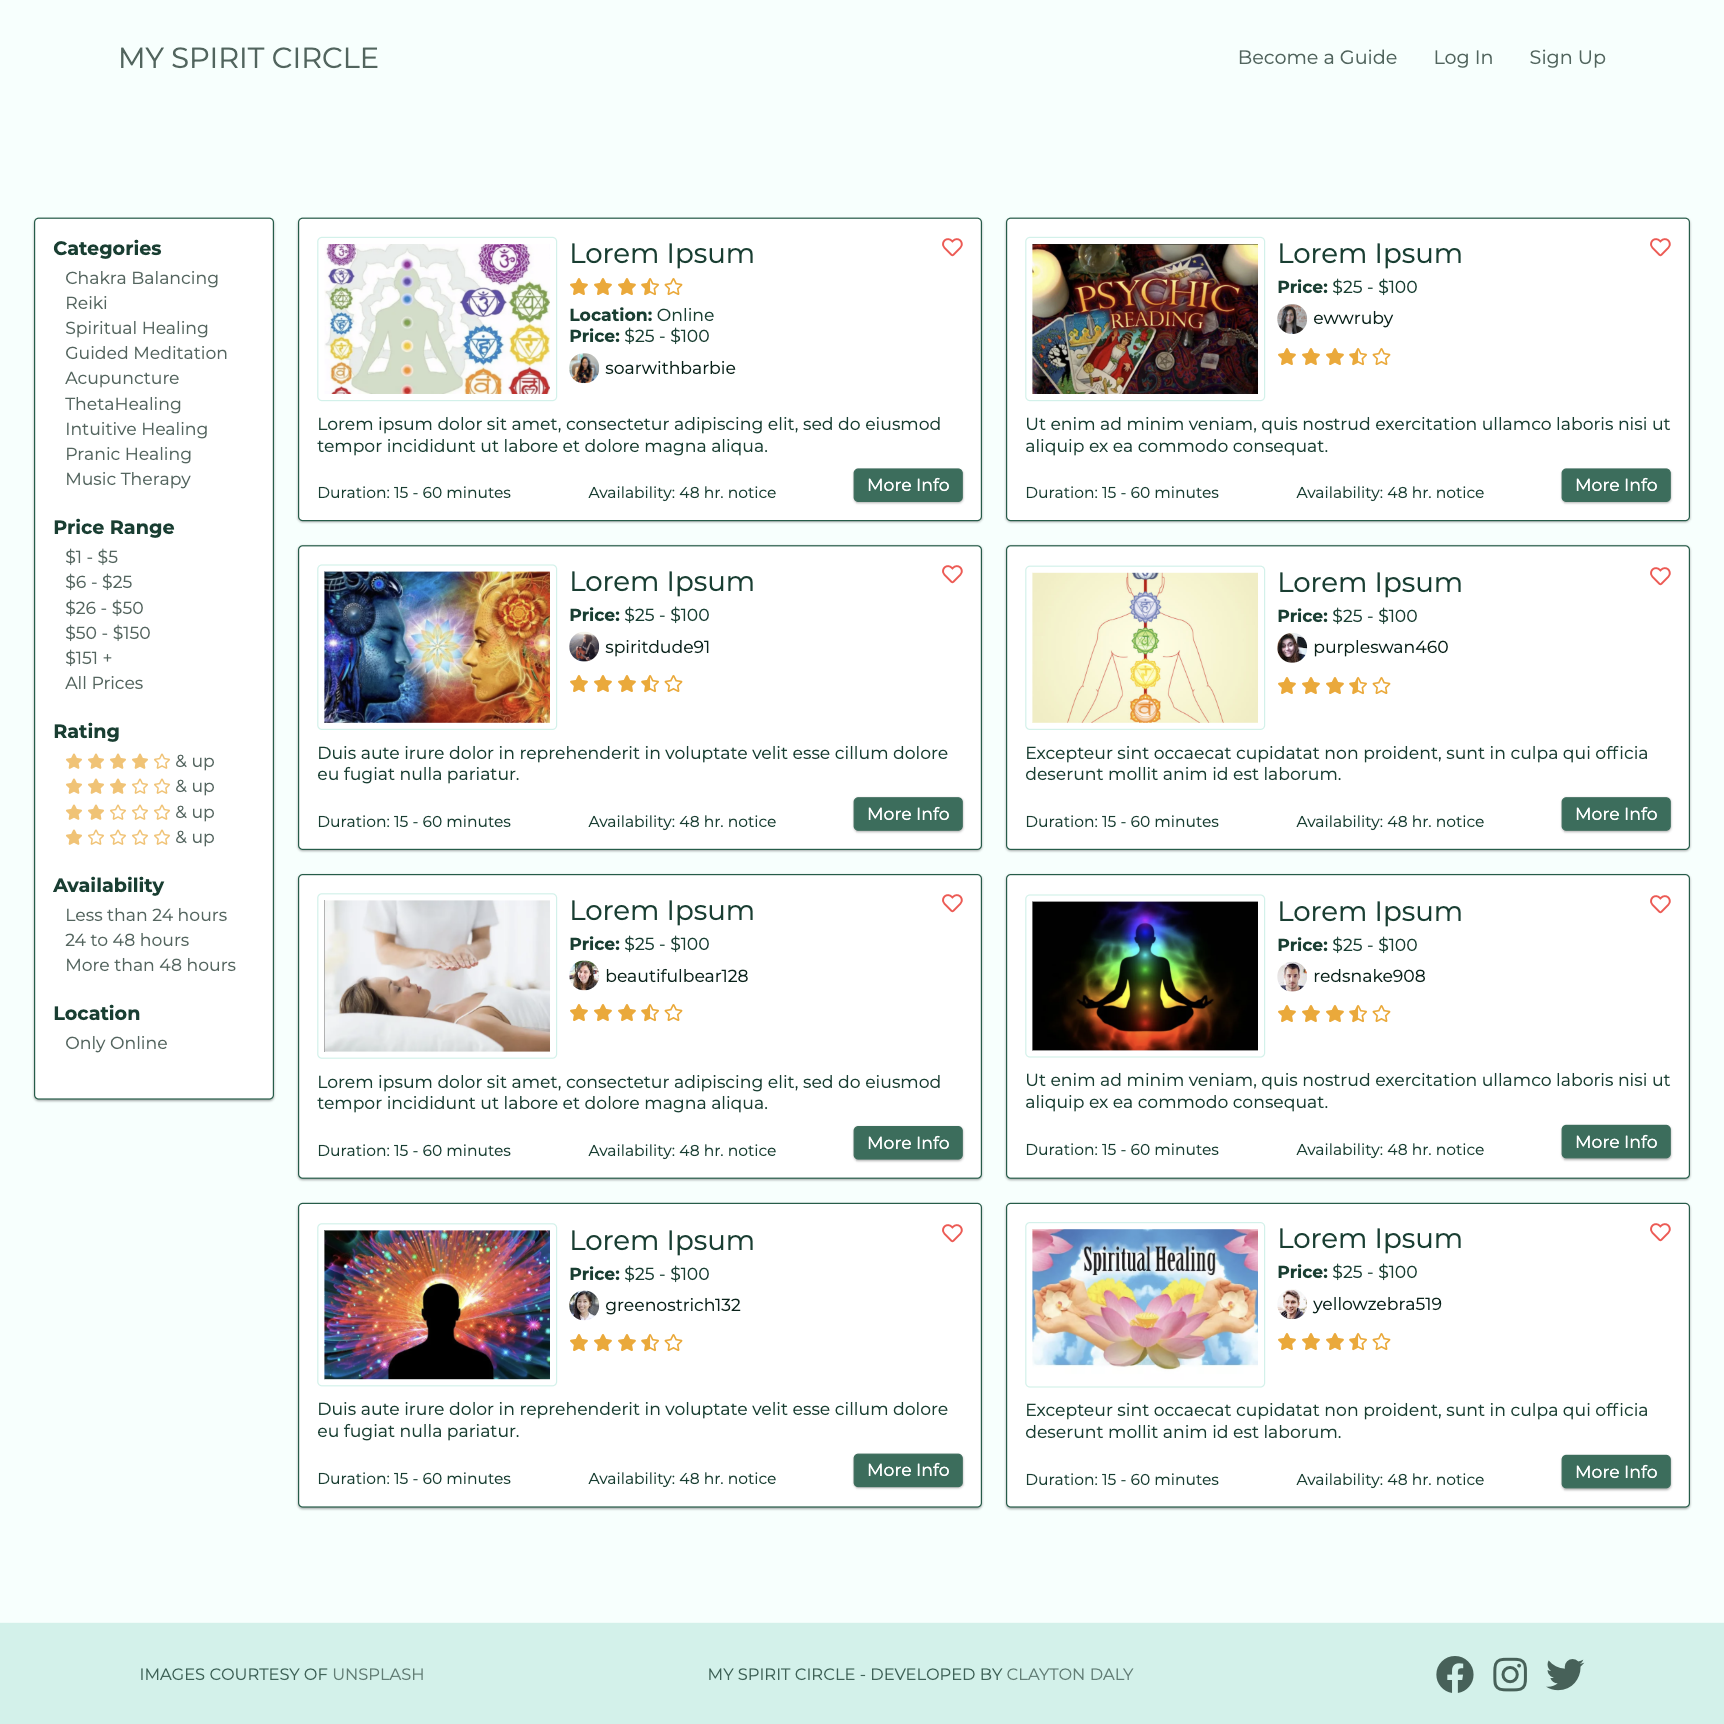 MY SPIRIT CIRCLE
Become a Guide
Log In
Sign Up
Categories
Chakra Balancing
Reiki
Spiritual Healing
Guided Meditation
Acupuncture
ThetaHealing
Intuitive Healing
Pranic Healing
Music Therapy
Price Range
$1 - $5
$6 - $25
$26 - $50
$50 - $150
$151 +
All Prices
Rating
& up
& up
& up
& up
Availability
Less than 24 hours
24 to 48 hours
More than 48 hours
Location
Only Online
Lorem Ipsum
Location: Online
Price: $25 - $100
soarwithbarbie
Lorem ipsum dolor sit amet, consectetur adipiscing elit, sed do eiusmod
tempor incididunt ut labore et dolore magna aliqua.
Duration: 15 - 60 minutes
Availability: 48 hr. notice
More Info
PSYCHIC
READING
Lorem Ipsum
Price: $25 - $100
ewwruby
Ut enim ad minim veniam, quis nostrud exercitation ullamco laboris nisi ut
aliquip ex ea commodo consequat.
Duration: 15 - 60 minutes
Availability: 48 hr. notice
More Info
Lorem Ipsum
Price: $25 - $100
spiritdude91
Duis aute irure dolor in reprehenderit in voluptate velit esse cillum dolore
eu fugiat nulla pariatur.
Duration: 15 - 60 minutes
Availability: 48 hr. notice
More Info
Lorem Ipsum
Price: $25 - $100
purpleswan460
Excepteur sint occaecat cupidatat non proident, sunt in culpa qui officia
deserunt mollit anim id est laborum.
Duration: 15 - 60 minutes
Availability: 48 hr. notice
More Info
Lorem Ipsum
Price: $25 - $100
beautifulbear128
Lorem ipsum dolor sit amet, consectetur adipiscing elit, sed do eiusmod
tempor incididunt ut labore et dolore magna aliqua.
Duration: 15 - 60 minutes
Availability: 48 hr. notice
More Info
Lorem Ipsum
Price: $25 - $100
redsnake908
Ut enim ad minim veniam, quis nostrud exercitation ullamco laboris nisi ut
aliquip ex ea commodo consequat.
Duration: 15 - 60 minutes
Availability: 48 hr. notice
More Info
Lorem Ipsum
Price: $25 - $100
greenostrich132
Duis aute irure dolor in reprehenderit in voluptate velit esse cillum dolore
eu fugiat nulla pariatur.
Duration: 15 - 60 minutes
Availability: 48 hr. notice
More Info
Spiritual Healing
Lorem Ipsum
Price: $25 - $100
yellowzebra519
Excepteur sint occaecat cupidatat non proident, sunt in culpa qui officia
deserunt mollit anim id est laborum.
Duration: 15 - 60 minutes
Availability: 48 hr. notice
More Info
IMAGES COURTESY OF UNSPLASH
MY SPIRIT CIRCLE - DEVELOPED BY CLAYTON DALY